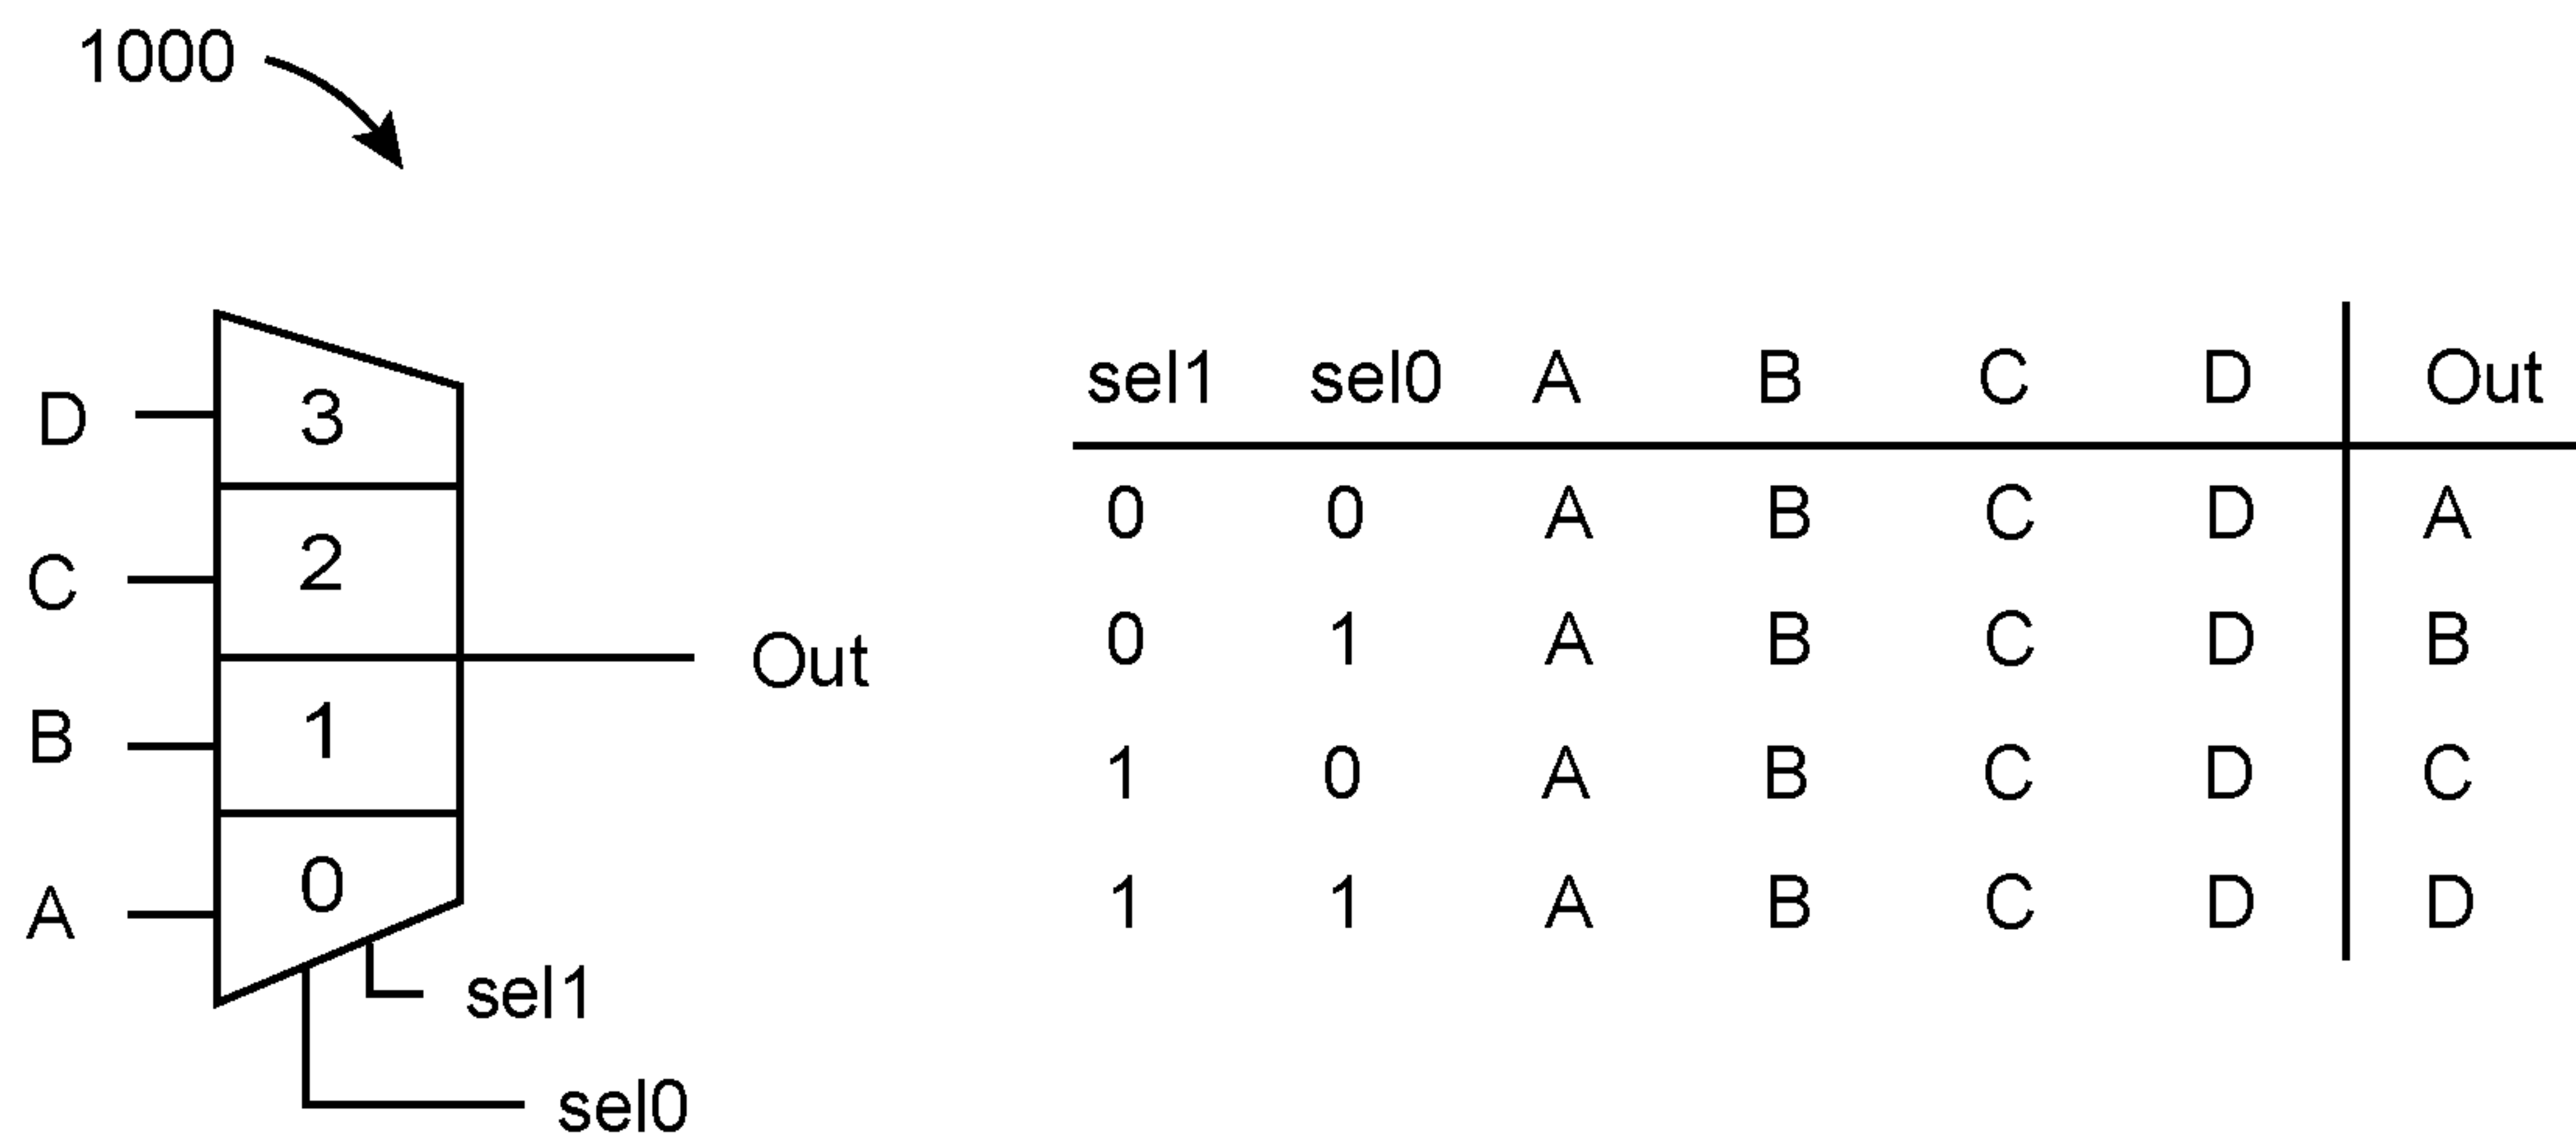 1000
D 3
C 2
B 1
A 0
Out
sel1
sel0
sel1 sel0 A B C D Out
0 0 A B C D A
0 1 A B C D B
1 0 A B C D C
1 1 A B C D D